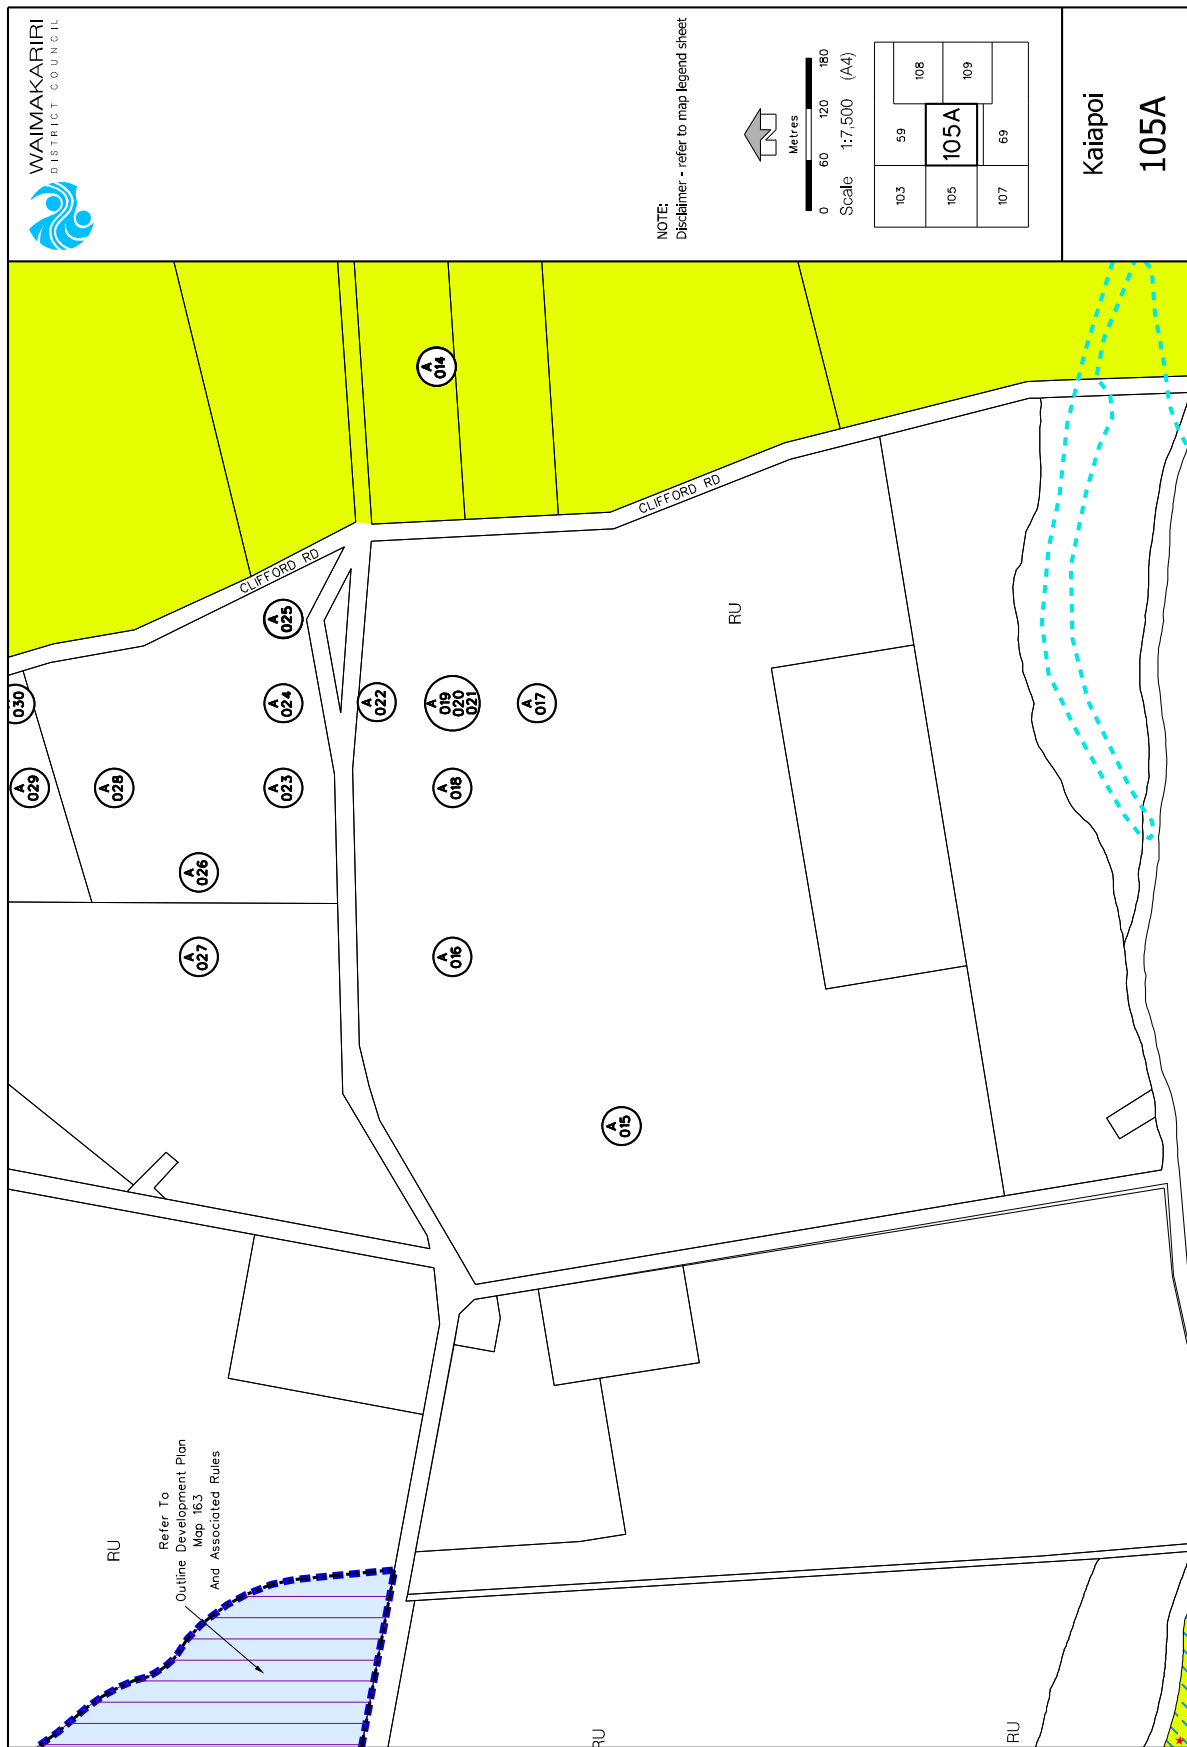 WAIMAKARIRI
DISTRICT COUNCIL
NOTE:
Disclaimer - refer to map legend sheet
N
Metres
0 60 120 180
Scale 1:7,500 (A4)
103
59
108
105
105A
109
107
69
Kaiapoi
105A
A
014
CLIFFORD RD
CLIFFORD RD
A
025
A
024
A
023
A
022
A
019
020
021
A
017
A
018
A
016
A
015
A
026
A
027
A
028
A
029
030
RU
RU
RU
RU
Refer To
Outline Development Plan
Map 163
And Associated Rules